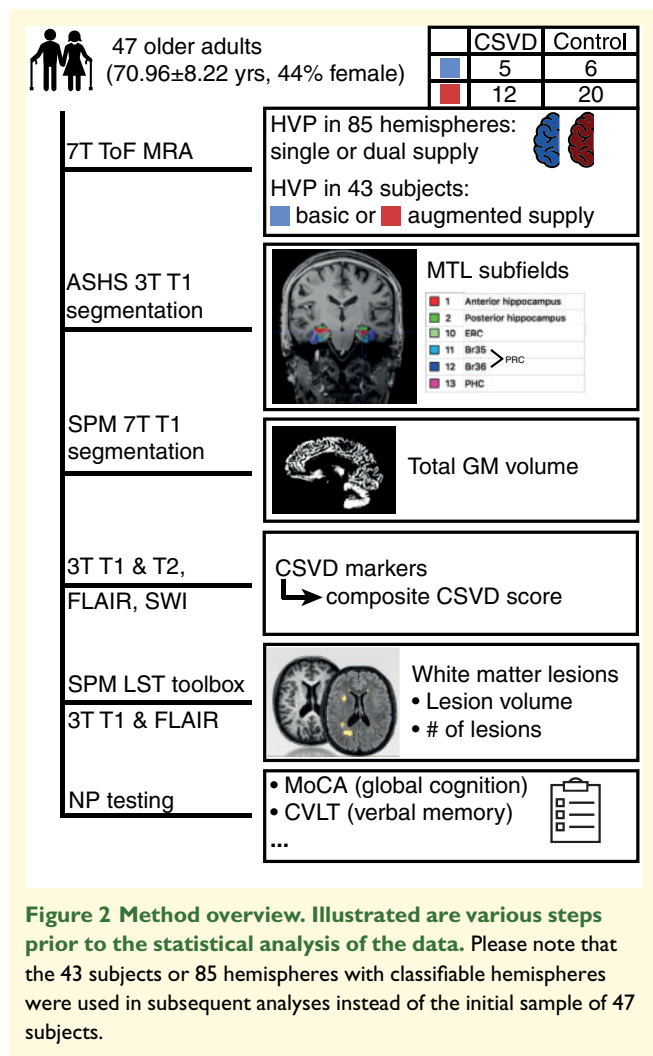 47 older adults
(70.96±8.22 yrs, 44% female)
CSVD Control
5 6
12 20
7T ToF MRA
HVP in 85 hemispheres:
single or dual supply
HVP in 43 subjects:
basic or augmented supply
ASHS 3T T1
segmentation
MTL subfields
1 Anterior hippocampus
2 Posterior hippocampus
10 ERC
11 Br35
PRC
12 Br36
13 PHC
SPM 7T T1
segmentation
Total GM volume
3T T1 & T2,
FLAIR, SWI
CSVD markers
composite CSVD score
SPM LST toolbox
3T T1 & FLAIR
White matter lesions
• Lesion volume
• # of lesions
NP testing
• MoCA (global cognition)
• CVLT (verbal memory)
...
Figure 2 Method overview. Illustrated are various steps
prior to the statistical analysis of the data. Please note that
the 43 subjects or 85 hemispheres with classifiable hemispheres
were used in subsequent analyses instead of the initial sample of 47
subjects.